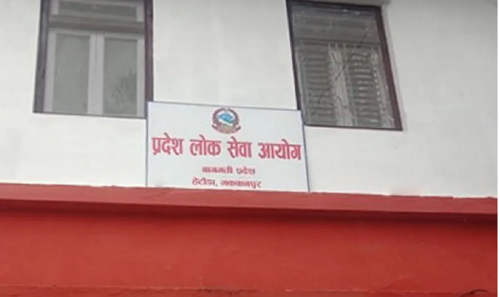 प्रदेश लोक सेवा आयोग
बागमती प्रदेश
हेटौडा, मकवानपुर